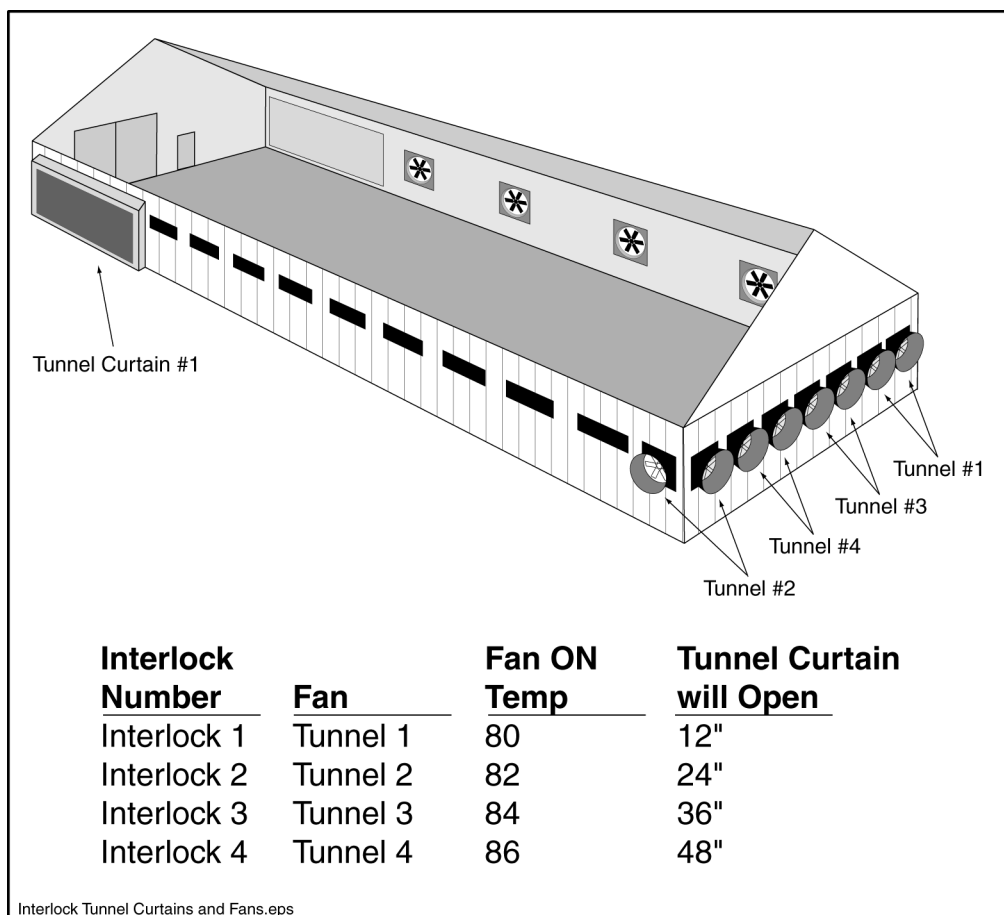 Tunnel Curtain #1
Tunnel #1
Tunnel #3
Tunnel #4
Tunnel #2
Interlock Number Fan Fan ON Temp Tunnel Curtain will Open
Interlock 1 Tunnel 1 80 12"
Interlock 2 Tunnel 2 82 24"
Interlock 3 Tunnel 3 84 36"
Interlock 4 Tunnel 4 86 48"
Interlock Tunnel Curtains and Fans.eps